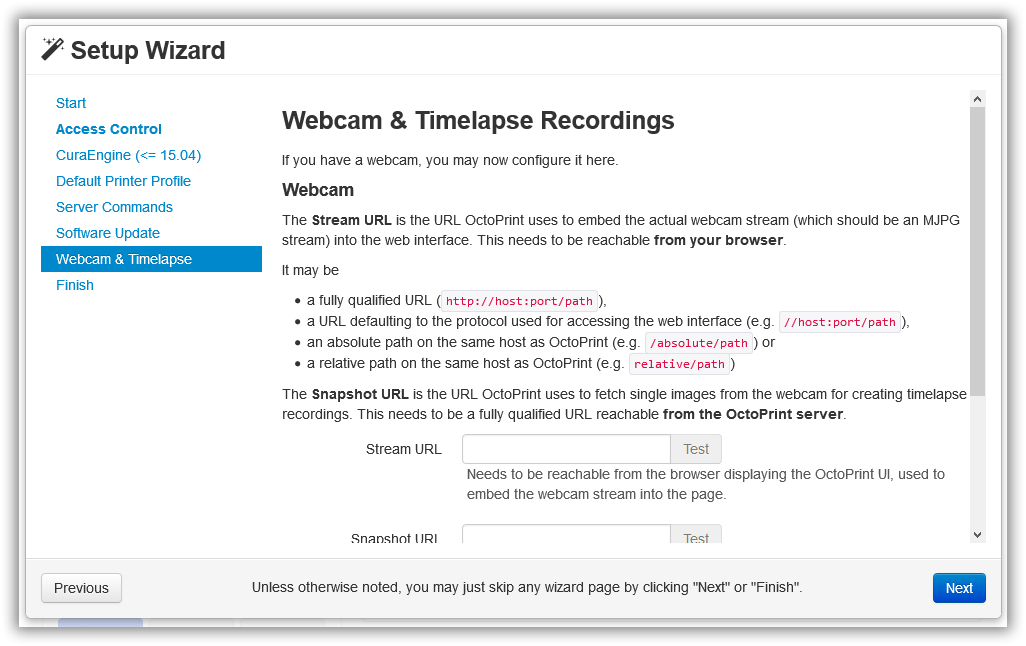 Setup Wizard
Start
Access Control
CuraEngine (<= 15.04)
Default Printer Profile
Server Commands
Software Update
Webcam & Timelapse
Finish
Webcam & Timelapse Recordings
If you have a webcam, you may now configure it here.
Webcam
The Stream URL is the URL OctoPrint uses to embed the actual webcam stream (which should be an MJPG
stream) into the web interface. This needs to be reachable from your browser.
It may be
• a fully qualified URL (http://host:port/path),
• a URL defaulting to the protocol used for accessing the web interface (e.g. //host:port/path),
• an absolute path on the same host as OctoPrint (e.g. /absolute/path) or
• a relative path on the same host as OctoPrint (e.g. relative/path)
The Snapshot URL is the URL OctoPrint uses to fetch single images from the webcam for creating timelapse
recordings. This needs to be a fully qualified URL reachable from the OctoPrint server.
Stream URL Test
Needs to be reachable from the browser displaying the OctoPrint UI, used to
embed the webcam stream into the page.
Snapshot URL Test
Previous Unless otherwise noted, you may just skip any wizard page by clicking "Next" or "Finish". Next